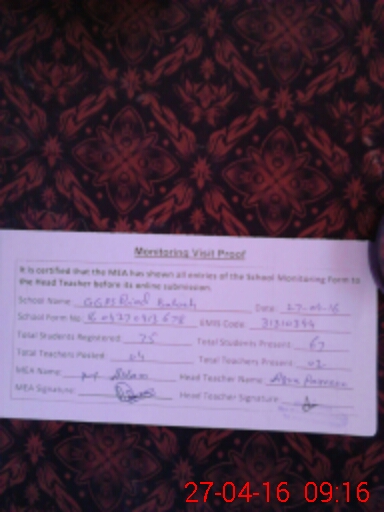 Monitoring Visit Proof
It is certified that the MEA has shown all entries of the School Monitoring Form to
the Head Teacher before its online submission.
School Name: GGPS Date: 27-04-16
School Form No: EMIS Code: 31310344
Total Students Registered: 75 Total Students Present: 67
Total Teachers Posted: 04 Total Teachers Present: 02
MEA Name: Head Teacher Name:
MEA Signature: Head Teacher Signature:
27-04-16 09:16